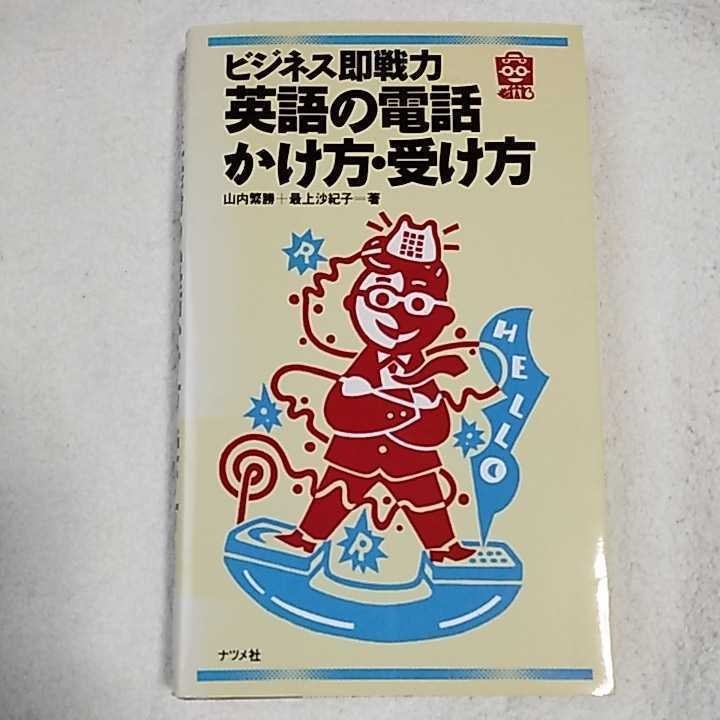 ビジネス即戦力
英語の電話
かけ方・受け方
山内繁勝＋最上沙紀子＝著
R
HELLO
R
ナツメ社